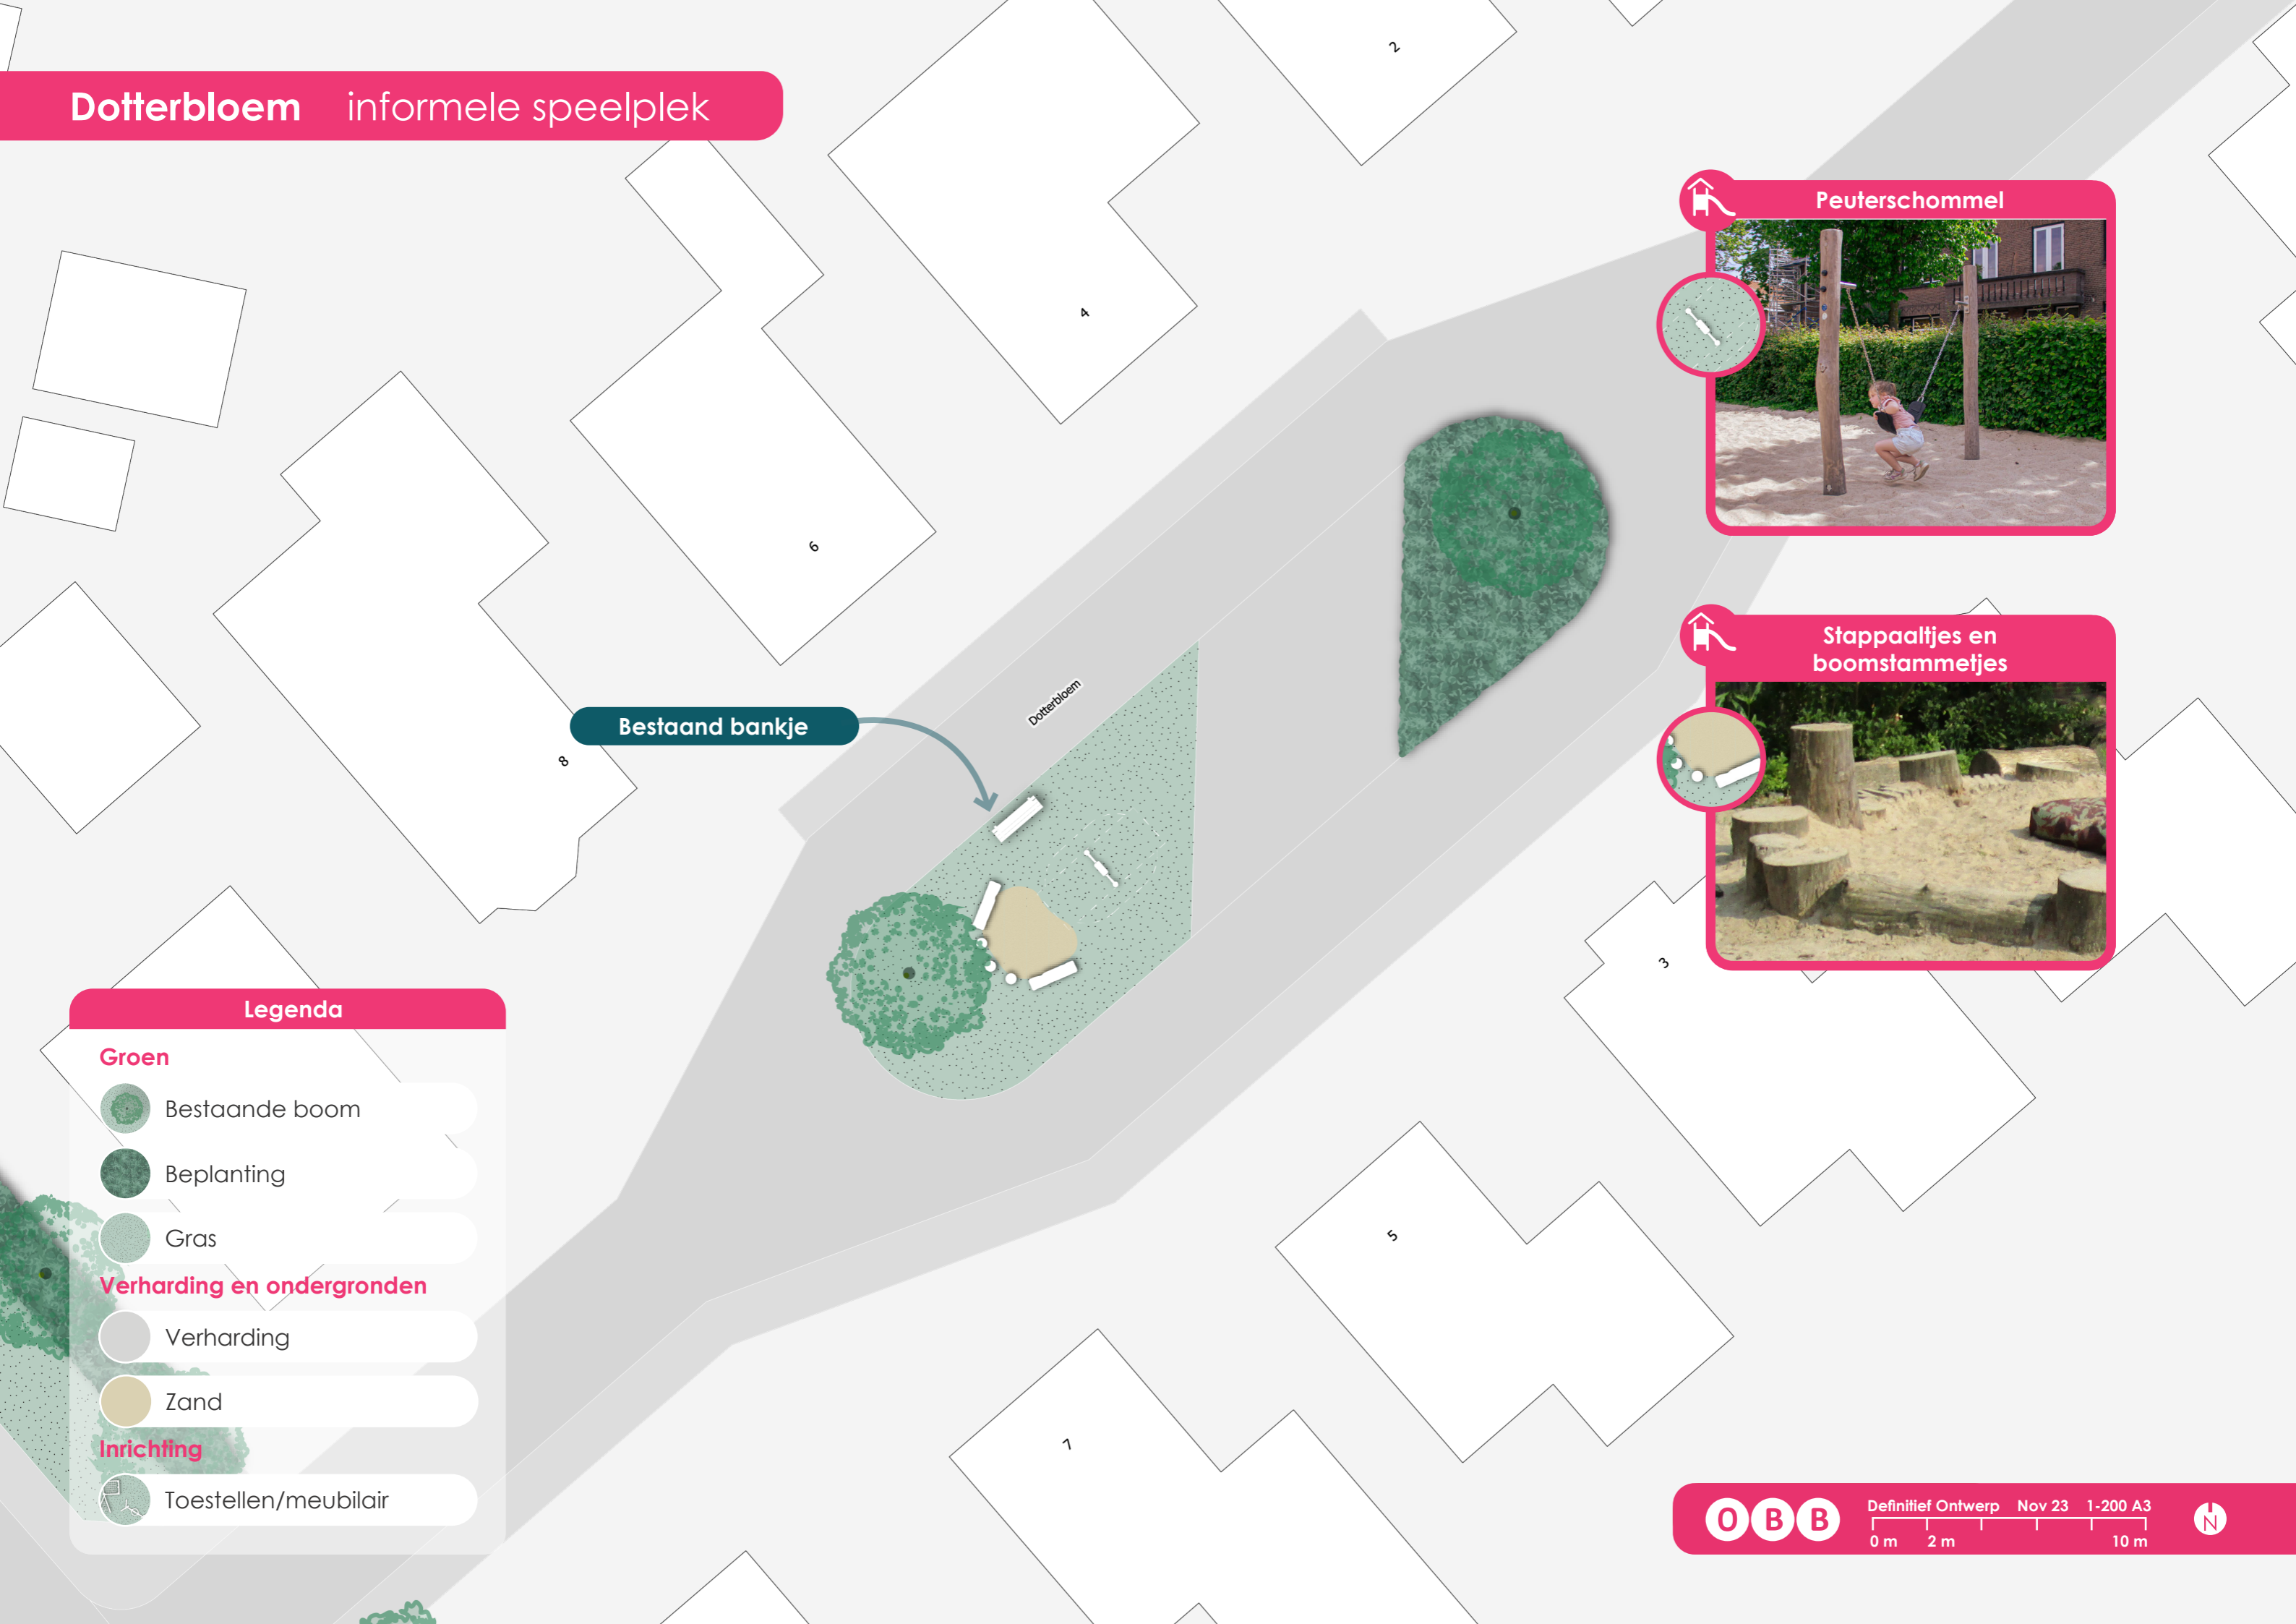 Dotterbloem informele speelplek
2
4
6
8
Peuterschommel
Stappaaltjes en
boomstammetjes
Dotterbloem
Bestaand bankje
3
5
7
Legenda
Groen
Bestaande boom
Beplanting
Gras
Verharding en ondergronden
Verharding
Zand
Inrichting
Toestellen/meubilair
OBB
Definitief Ontwerp Nov 23 1-200 A3
0 m 2 m 10 m
N